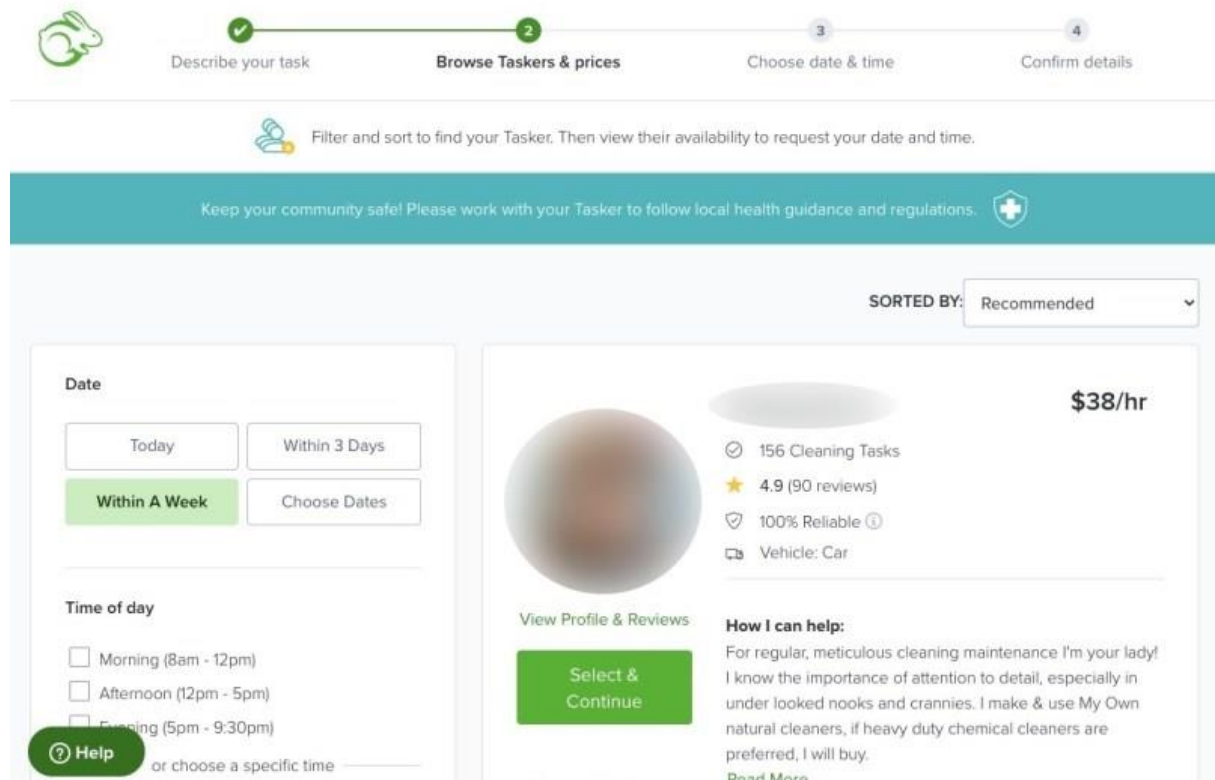 2
3
4
Describe your task
Browse Taskers & prices
Choose date & time
Confirm details
Filter and sort to find your Tasker. Then view their availability to request your date and time.
Keep your community safe! Please work with your Tasker to follow local health guidance and regulations.
SORTED BY:
Recommended
Date
Today
Within 3 Days
Within A Week
Choose Dates
Time of day
Morning (8am - 12pm)
Afternoon (12pm - 5pm)
Evening (5pm - 9:30pm)
or choose a specific time
Help
$38/hr
156 Cleaning Tasks
4.9 (90 reviews)
100% Reliable
Vehicle: Car
View Profile & Reviews
Select &
Continue
How I can help:
For regular, meticulous cleaning maintenance I'm your lady!
I know the importance of attention to detail, especially in
under looked nooks and crannies. I make & use My Own
natural cleaners, if heavy duty chemical cleaners are
preferred, I will buy.
Read More